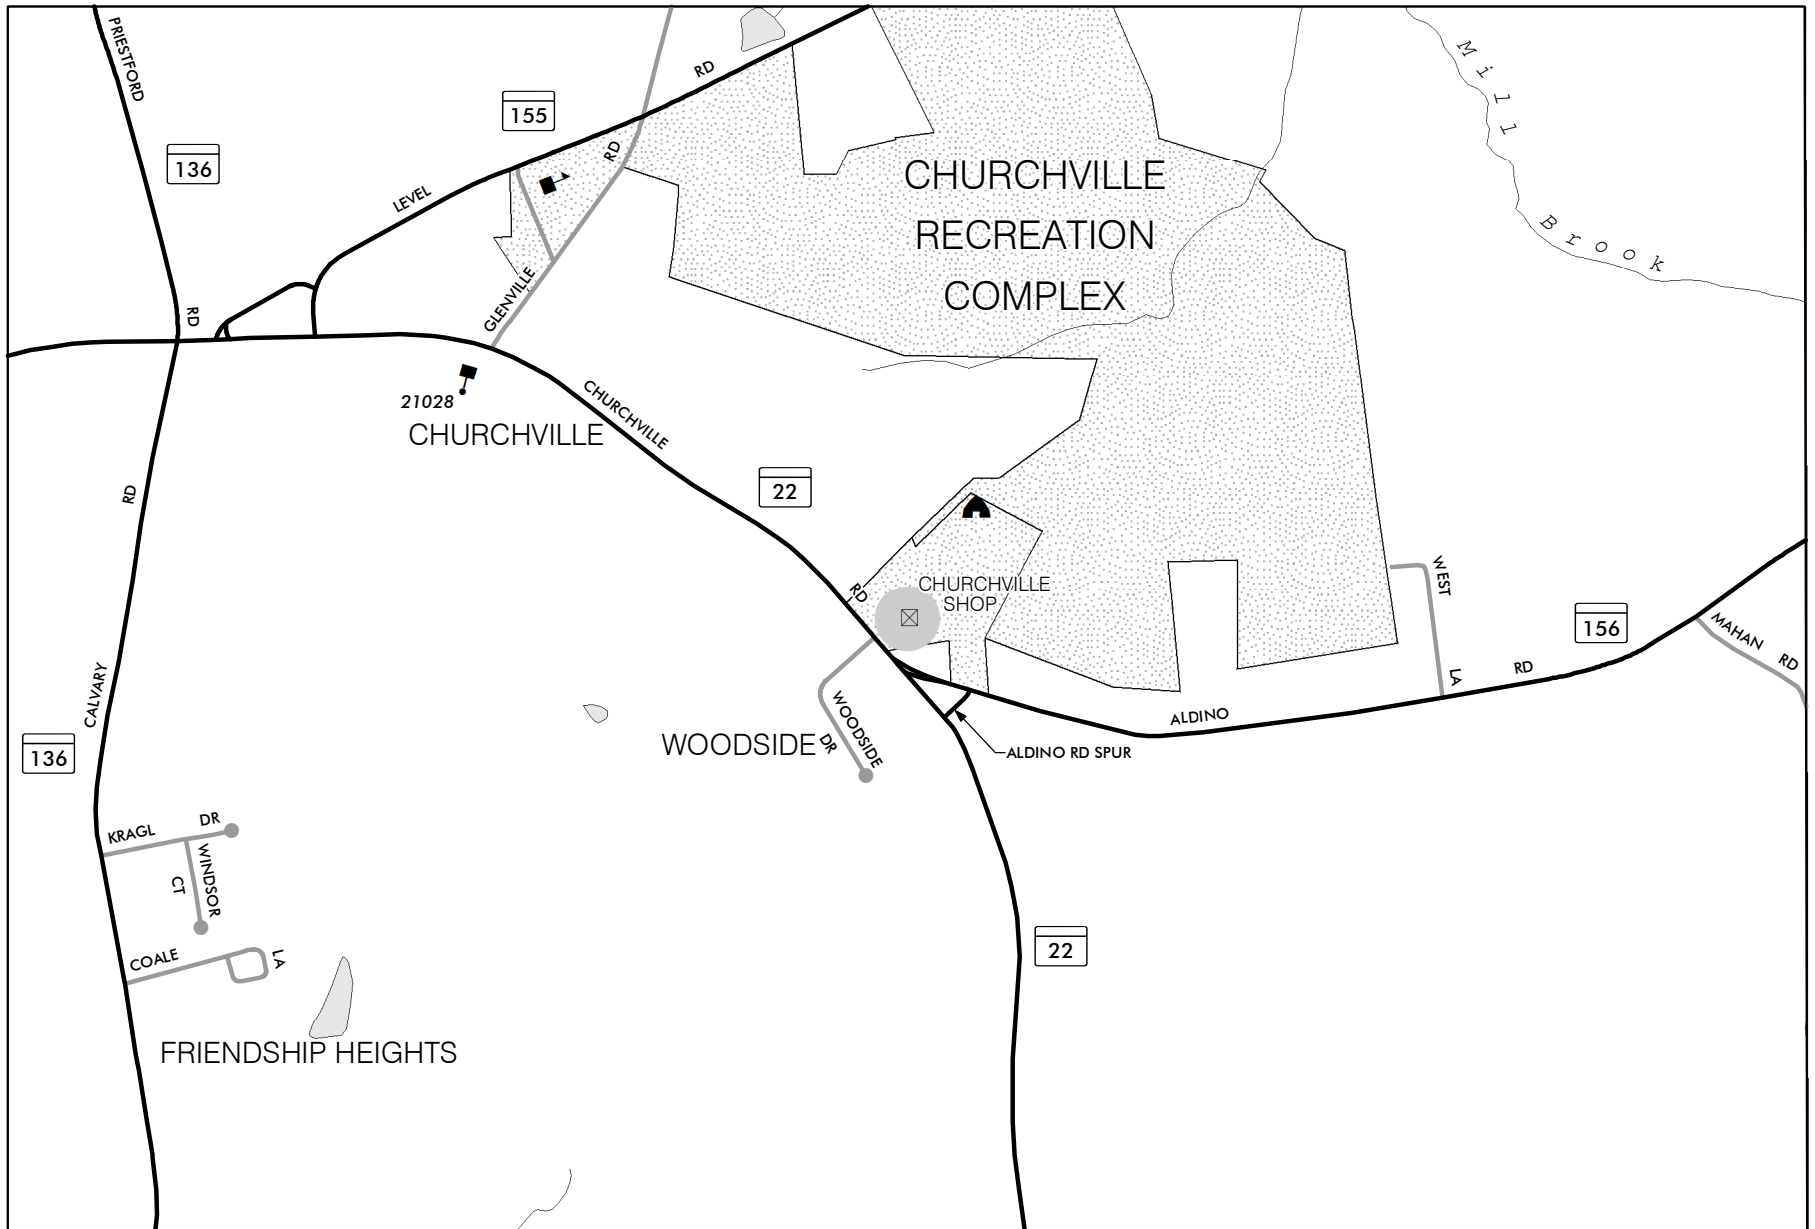 PRIESTFORD
RD
136
155
RD
LEVEL
RD
GLENVILLE
CHURCHVILLE
RECREATION
COMPLEX
Mill
Brook
21028
CHURCHVILLE
CHURCHVILLE
RD
22
CHURCHVILLE
SHOP
RD
CALVARY
136
WOODSIDE
WOODSIDE
DR
ALDINO RD SPUR
ALDINO
RD
WEST
LA
156
MAHAN
RD
KRAGL
DR
WINDSOR
CT
COALE
LA
FRIENDSHIP HEIGHTS
22